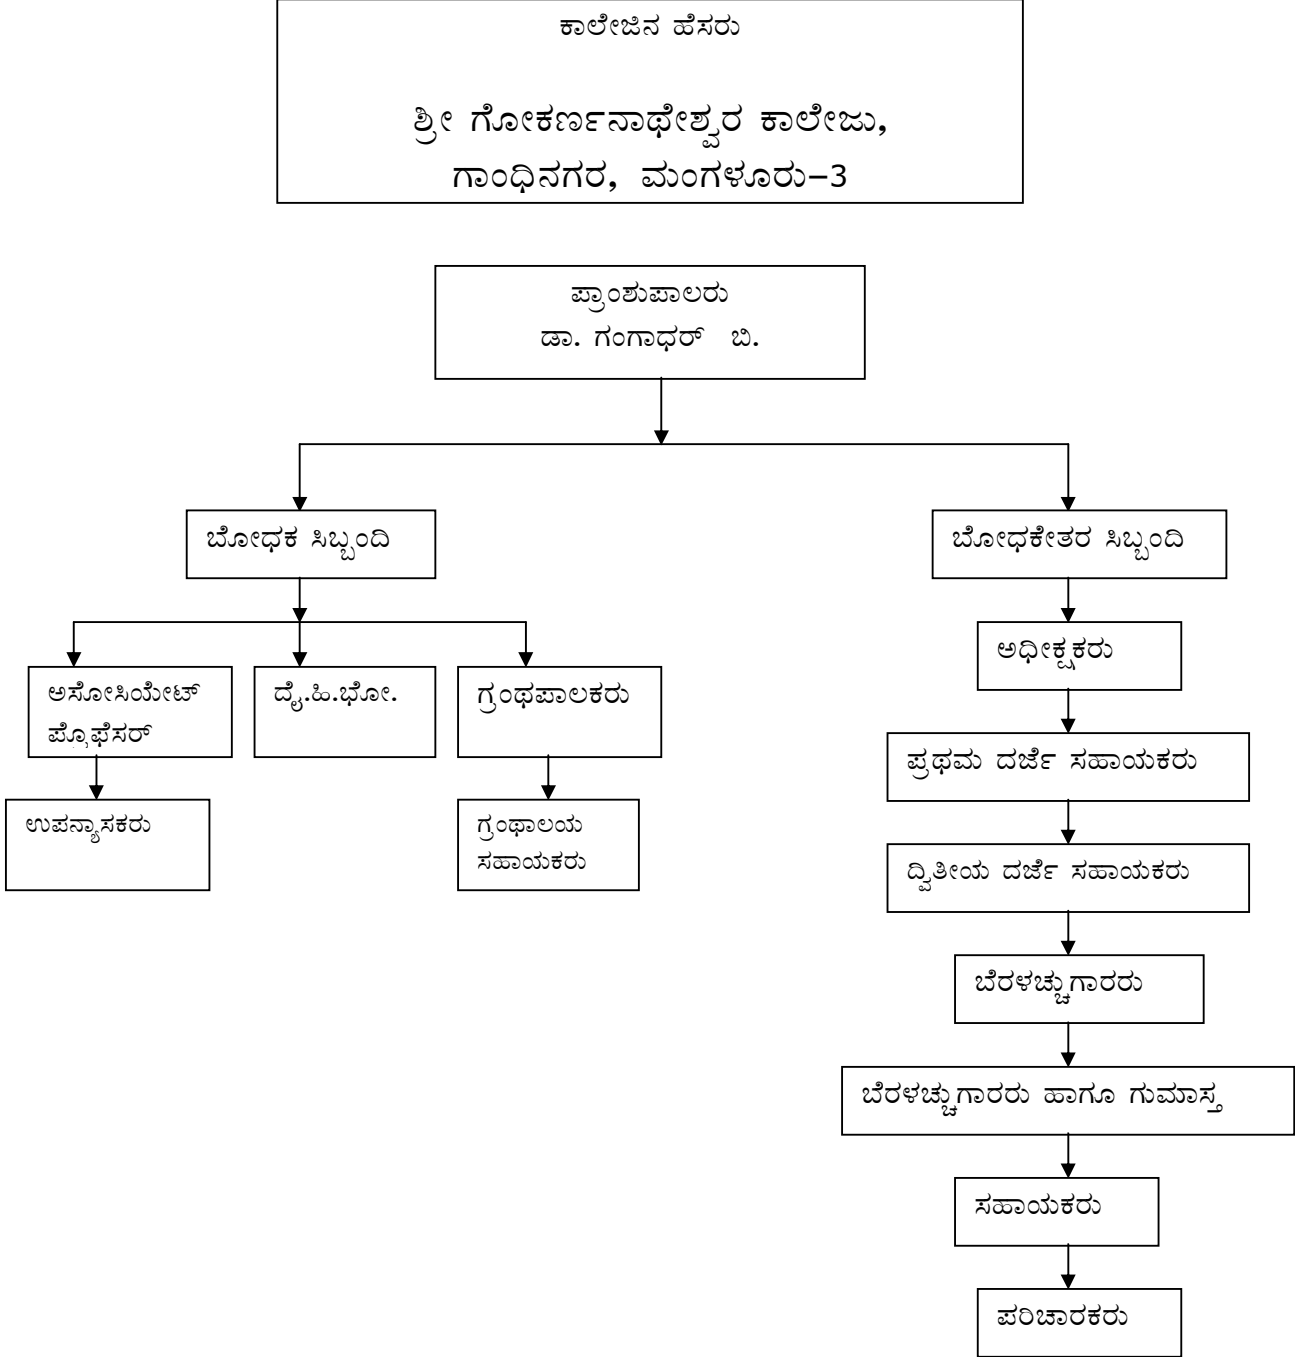 ಕಾಲೇಜಿನ ಹೆಸರು
ಶ್ರೀ ಗೋಕರ್ಣನಾಥೇಶ್ವರ ಕಾಲೇಜು,
ಗಾಂಧಿನಗರ, ಮಂಗಳೂರು–3
ಪ್ರಾಂಶುಪಾಲರು
ಡಾ. ಗಂಗಾಧರ್ ಬಿ.
ಬೋಧಕ ಸಿಬ್ಬಂದಿ
ಬೋಧಕೇತರ ಸಿಬ್ಬಂದಿ
ಅಸೋಸಿಯೇಟ್
ಪ್ರೊಫೆಸರ್
ದೈ.ಹಿ.ಭೋ.
ಗ್ರಂಥಪಾಲಕರು
ಉಪನ್ಯಾಸಕರು
ಗ್ರಂಥಾಲಯ
ಸಹಾಯಕರು
ಅಧೀಕ್ಷಕರು
ಪ್ರಥಮ ದರ್ಜೆ ಸಹಾಯಕರು
ದ್ವಿತೀಯ ದರ್ಜೆ ಸಹಾಯಕರು
ಬೆರಳಚ್ಚುಗಾರರು
ಬೆರಳಚ್ಚುಗಾರರು ಹಾಗೂ ಗುಮಾಸ್ತ
ಸಹಾಯಕರು
ಪರಿಚಾರಕರು